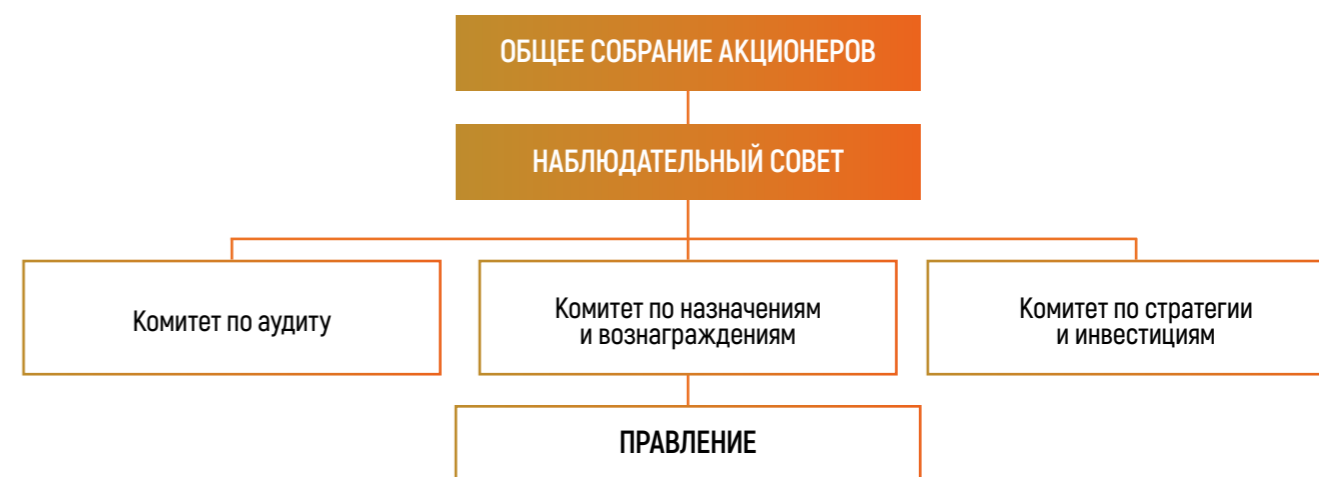 ОБЩЕЕ СОБРАНИЕ АКЦИОНЕРОВ
НАБЛЮДАТЕЛЬНЫЙ СОВЕТ
Комитет по аудиту
Комитет по назначениям
и вознаграждениям
Комитет по стратегии
и инвестициям
ПРАВЛЕНИЕ